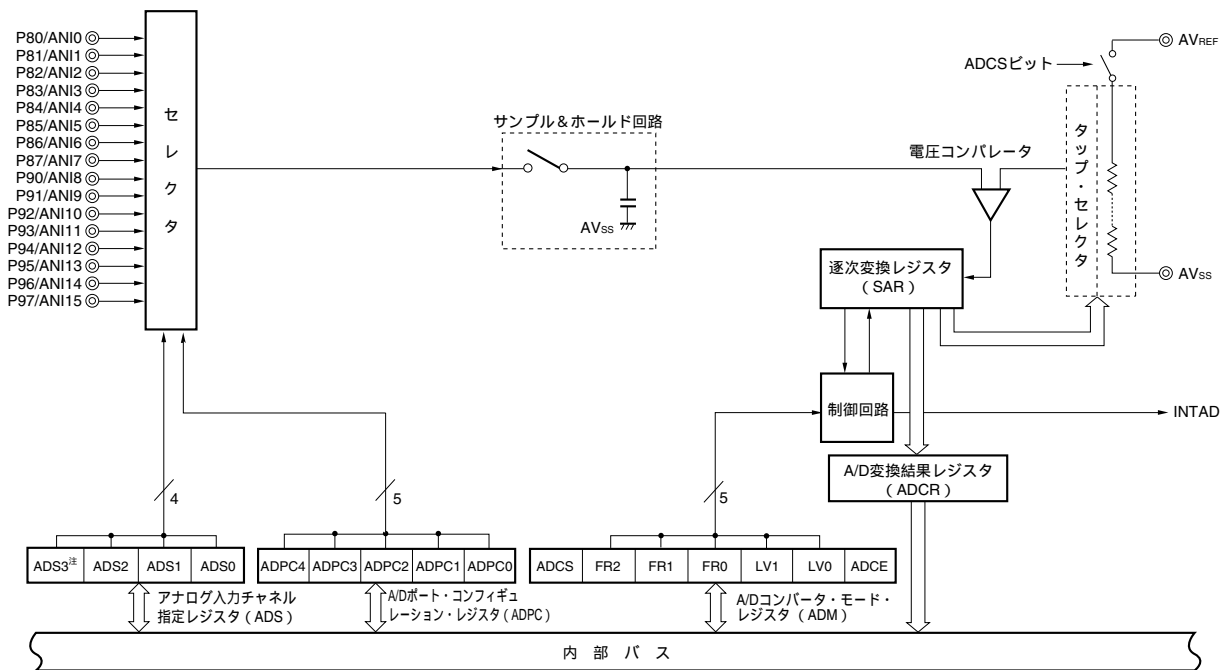 P80/ANI0
P81/ANI1
P82/ANI2
P83/ANI3
P84/ANI4
P85/ANI5
P86/ANI6
P87/ANI7
P90/ANI8
P91/ANI9
P92/ANI10
P93/ANI11
P94/ANI12
P95/ANI13
P96/ANI14
P97/ANI15
セレクタ
サンプル＆ホールド回路
AVSS
電圧コンパレータ
ADCSビット
AVREF
タップ・セレクタ
AVSS
逐次変換レジスタ
（SAR）
制御回路
INTAD
A/D変換結果レジスタ
（ADCR）
4
5
5
ADS3注 ADS2 ADS1 ADS0
ADPC4 ADPC3 ADPC2 ADPC1 ADPC0
ADCS FR2 FR1 FR0 LV1 LV0 ADCE
アナログ入力チャネル
指定レジスタ（ADS）
A/Dポート・コンフィギュ
レーション・レジスタ（ADPC）
A/Dコンバータ・モード・
レジスタ（ADM）
内部バス